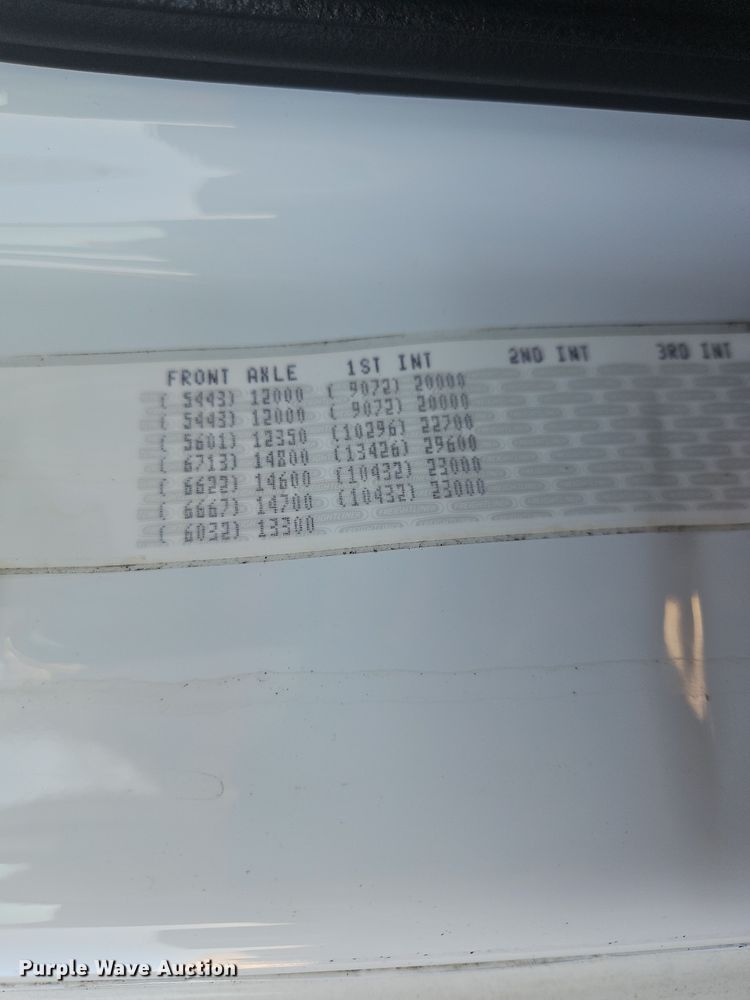 FRONT AXLE 1ST INT 2ND INT 3RD INT
( 5443) 12000 ( 9072) 20000
( 5443) 12000 ( 9072) 20000
( 5601) 12350 (10296) 22700
( 6713) 14800 (13426) 29600
( 6622) 14600 (10432) 23000
( 6667) 14700 (10432) 23000
( 6032) 13300
Purple Wave Auction